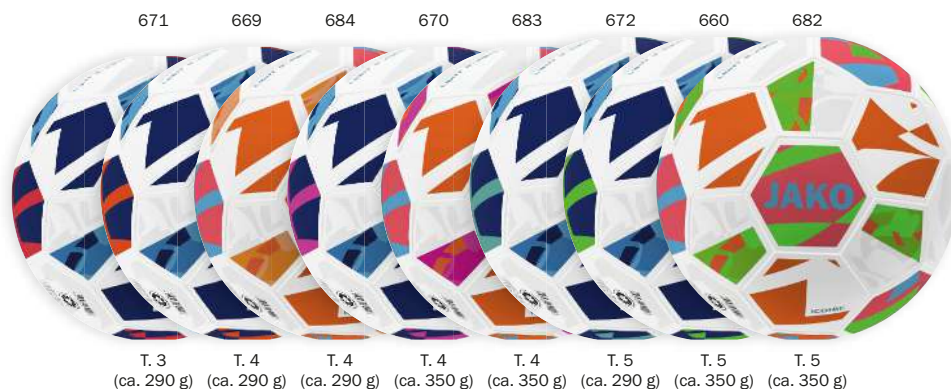 671 669 684 670 683 672 660 682
JAKO
T. 3 T. 4 T. 4 T. 4 T. 4 T. 5 T. 5 T. 5
(ca. 290 g) (ca. 290 g) (ca. 290 g) (ca. 350 g) (ca. 350 g) (ca. 290 g) (ca. 350 g) (ca. 350 g)